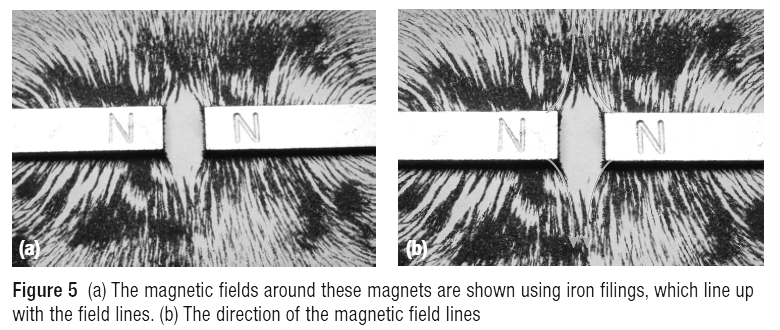 N N
N N
(a)
(b)
Figure 5 (a) The magnetic fields around these magnets are shown using iron filings, which line up
with the field lines. (b) The direction of the magnetic field lines